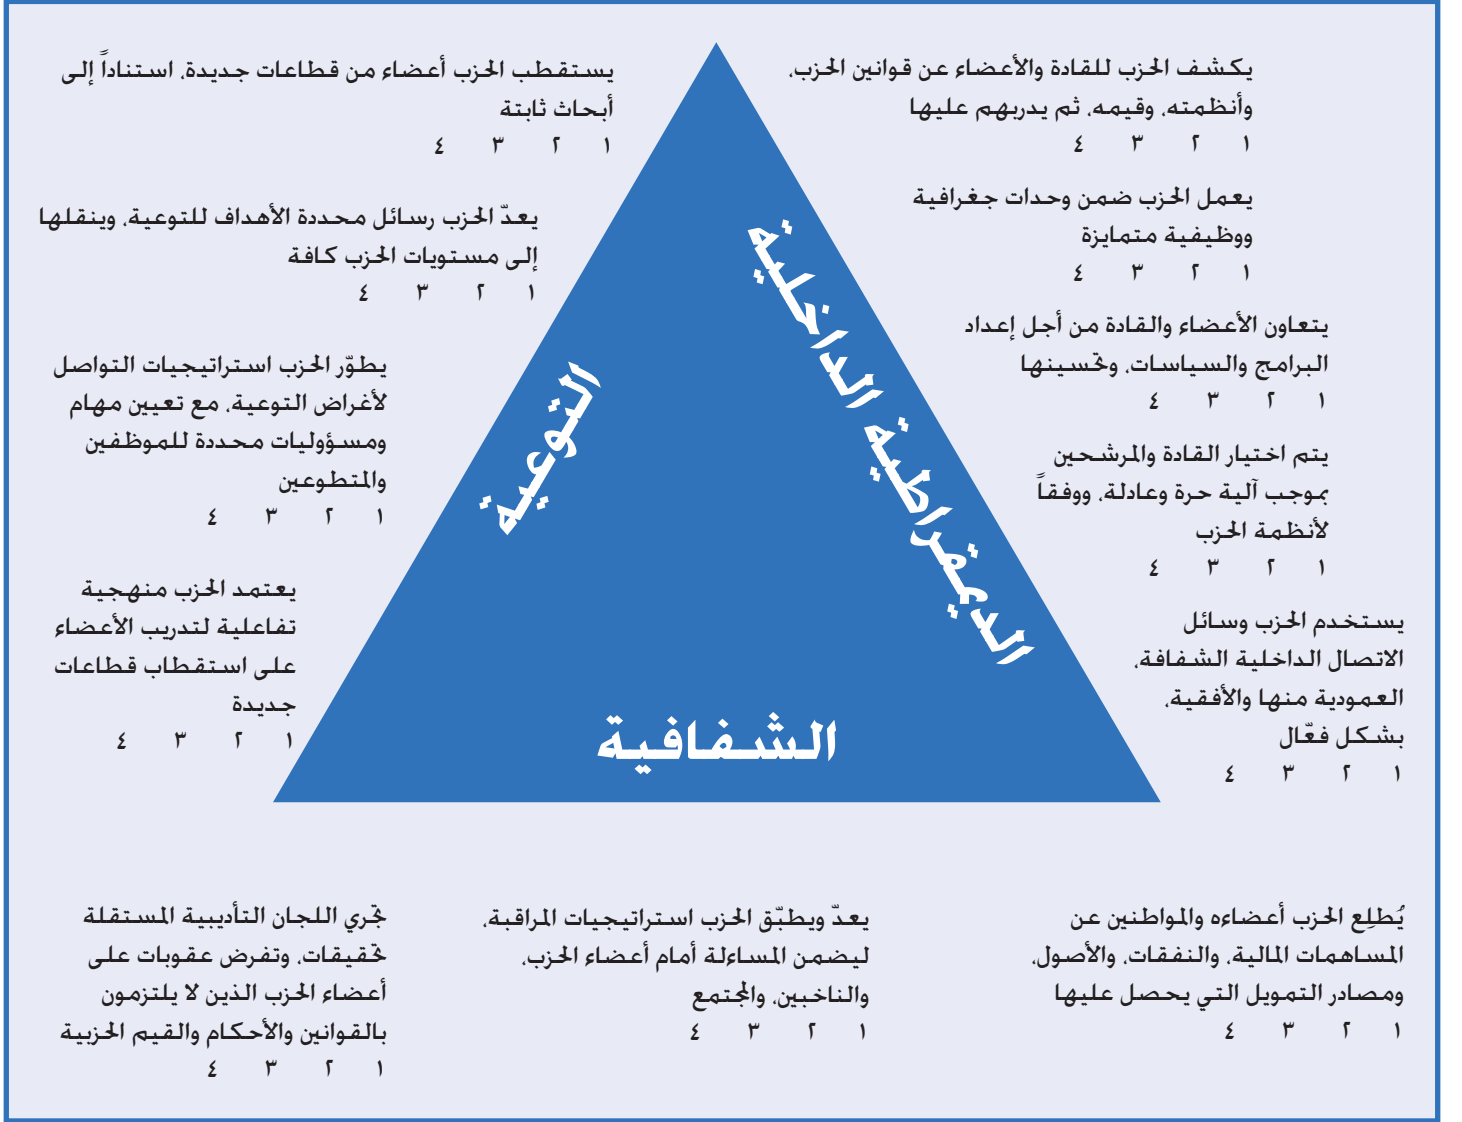 يكشف الحزب للقادة والأعضاء عن قوانين الحزب،
وأنظمته، وقيمه، ثم يدربهم عليها
١ ٢ ٣ ٤
يعمل الحزب ضمن وحدات جغرافية
ووظيفية متمايزة
١ ٢ ٣ ٤
يتعاون الأعضاء والقادة من أجل إعداد
البرامج والسياسات، وتحسينها
١ ٢ ٣ ٤
يتم اختيار القادة والمرشحين
بموجب آلية حرة وعادلة، ووفقاً
لأنظمة الحزب
١ ٢ ٣ ٤
يستخدم الحزب وسائل
الاتصال الداخلية الشفافة،
العمودية منها والأفقية،
بشكل فعّال
١ ٢ ٣ ٤
الديمقراطية الداخلية
يستقطب الحزب أعضاء من قطاعات جديدة، استناداً إلى
أبحاث ثابتة
١ ٢ ٣ ٤
يعدّ الحزب رسائل محددة الأهداف للتوعية، وينقلها
إلى مستويات الحزب كافة
١ ٢ ٣ ٤
يطوّر الحزب استراتيجيات التواصل
لأغراض التوعية، مع تعيين مهام
ومسؤوليات محددة للموظفين
والمتطوعين
١ ٢ ٣ ٤
يعتمد الحزب منهجية
تفاعلية لتدريب الأعضاء
على استقطاب قطاعات
جديدة
١ ٢ ٣ ٤
التوعية
الشفافية
يُطلِع الحزب أعضاءه والمواطنين عن
المساهمات المالية، والنفقات، والأصول،
ومصادر التمويل التي يحصل عليها
١ ٢ ٣ ٤
يعدّ ويطبّق الحزب استراتيجيات المراقبة،
ليضمن المساءلة أمام أعضاء الحزب،
والناخبين، والمجتمع
١ ٢ ٣ ٤
تجري اللجان التأديبية المستقلة
تحقيقات، وتفرض عقوبات على
أعضاء الحزب الذين لا يلتزمون
بالقوانين والأحكام والقيم الحزبية
١ ٢ ٣ ٤